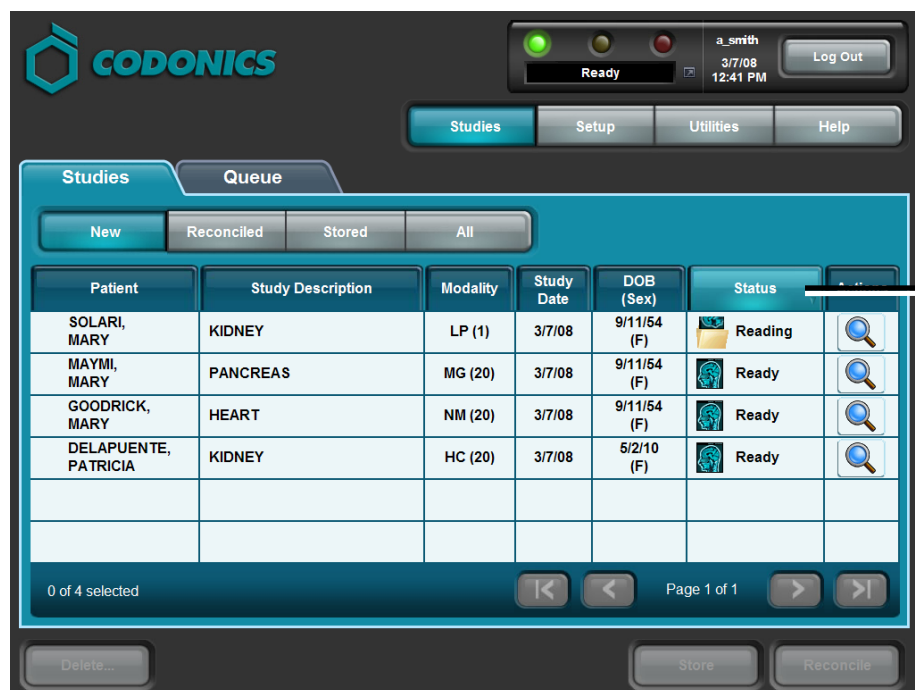 CODONICS
a_smith
3/7/08
12:41 PM
Ready
Log Out
Studies Setup Utilities Help
Studies Queue
New Reconciled Stored All
Patient Study Description Modality Study Date DOB (Sex) Status
SOLARI, MARY KIDNEY LP (1) 3/7/08 9/11/54 (F) Reading
MAYMI, MARY PANCREAS MG (20) 3/7/08 9/11/54 (F) Ready
GOODRICK, MARY HEART NM (20) 3/7/08 9/11/54 (F) Ready
DELAPUENTE, PATRICIA KIDNEY HC (20) 3/7/08 5/2/10 (F) Ready
0 of 4 selected Page 1 of 1
Delete... Store Reconcile